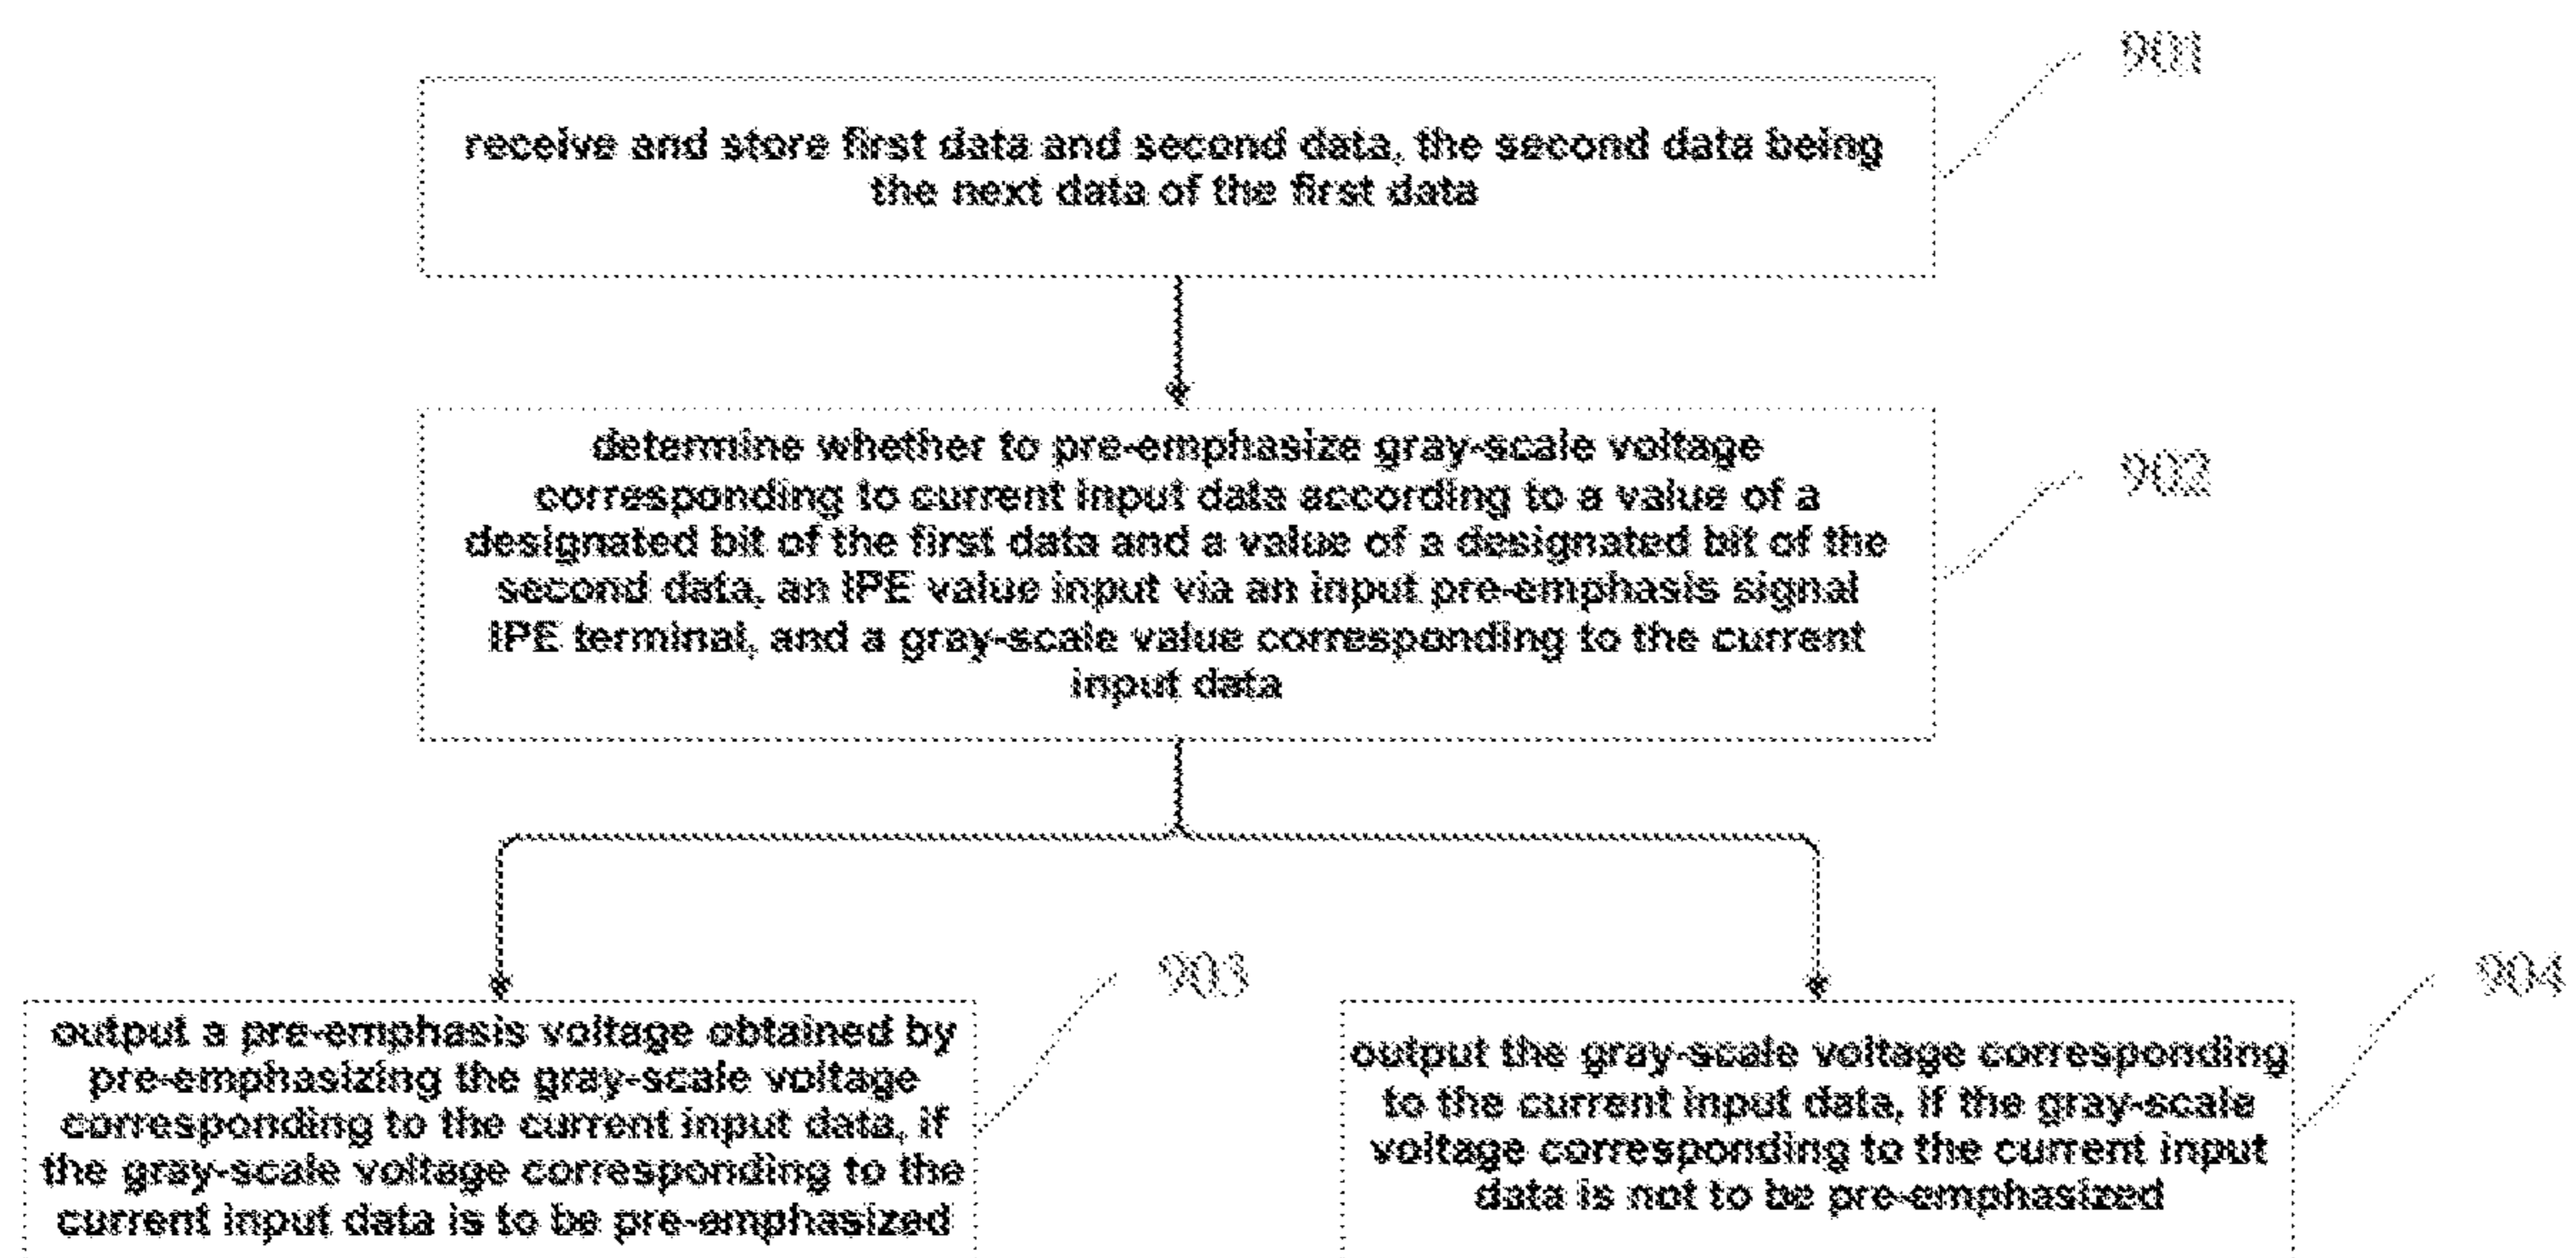 901
receive and store first data and second data, the second data being
the next data of the first data
determine whether to pre-emphasize gray-scale voltage
corresponding to current input data according to a value of a
designated bit of the first data and a value of a designated bit of the
second data, an IPE value input via an input pre-emphasis signal
IPE terminal, and a gray-scale value corresponding to the current
input data
902
903
output a pre-emphasis voltage obtained by
pre-emphasizing the gray-scale voltage
corresponding to the current input data, if
the gray-scale voltage corresponding to the
current input data is to be pre-emphasized
904
output the gray-scale voltage corresponding
to the current input data, if the gray-scale
voltage corresponding to the current input
data is not to be pre-emphasized